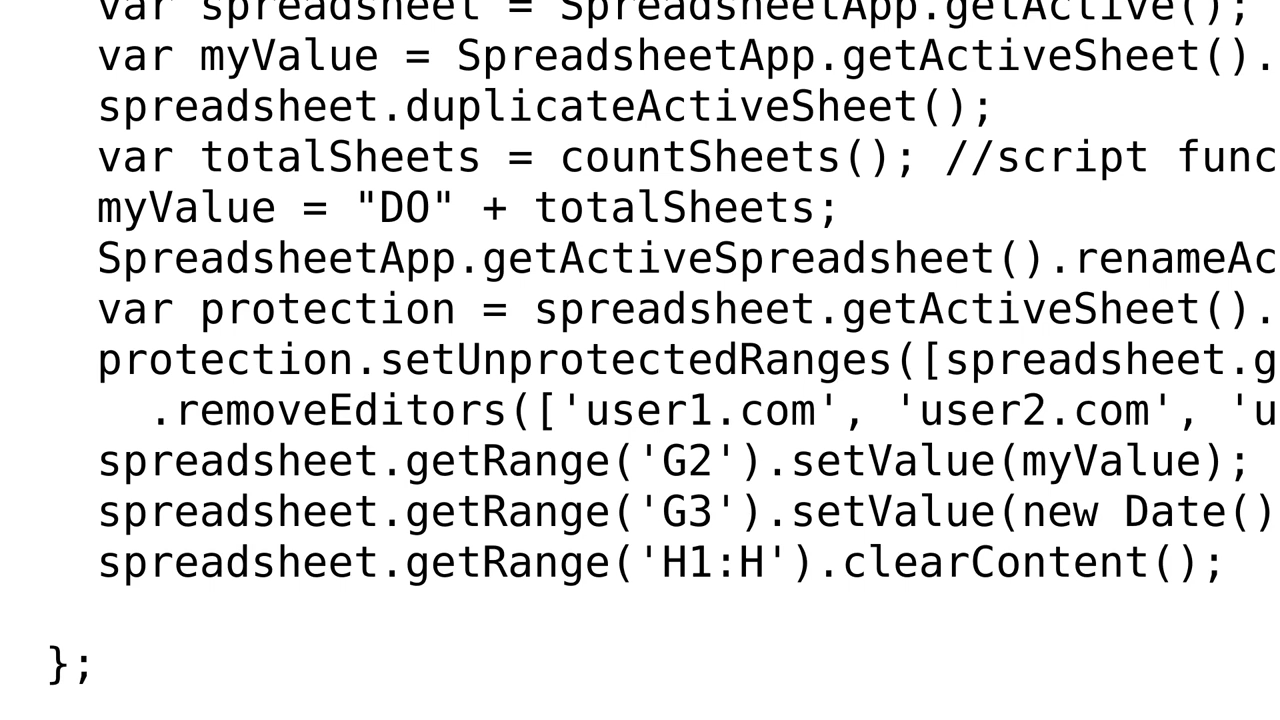 var spreadsheet = SpreadsheetApp.getActive();
var myValue = SpreadsheetApp.getActiveSheet().
spreadsheet.duplicateActiveSheet();
var totalSheets = countSheets(); //script func
myValue = "DO" + totalSheets;
SpreadsheetApp.getActiveSpreadsheet().renameAc
var protection = spreadsheet.getActiveSheet().
protection.setUnprotectedRanges([spreadsheet.g
.removeEditors(['user1.com', 'user2.com', 'u
spreadsheet.getRange('G2').setValue(myValue);
spreadsheet.getRange('G3').setValue(new Date()
spreadsheet.getRange('H1:H').clearContent();
};